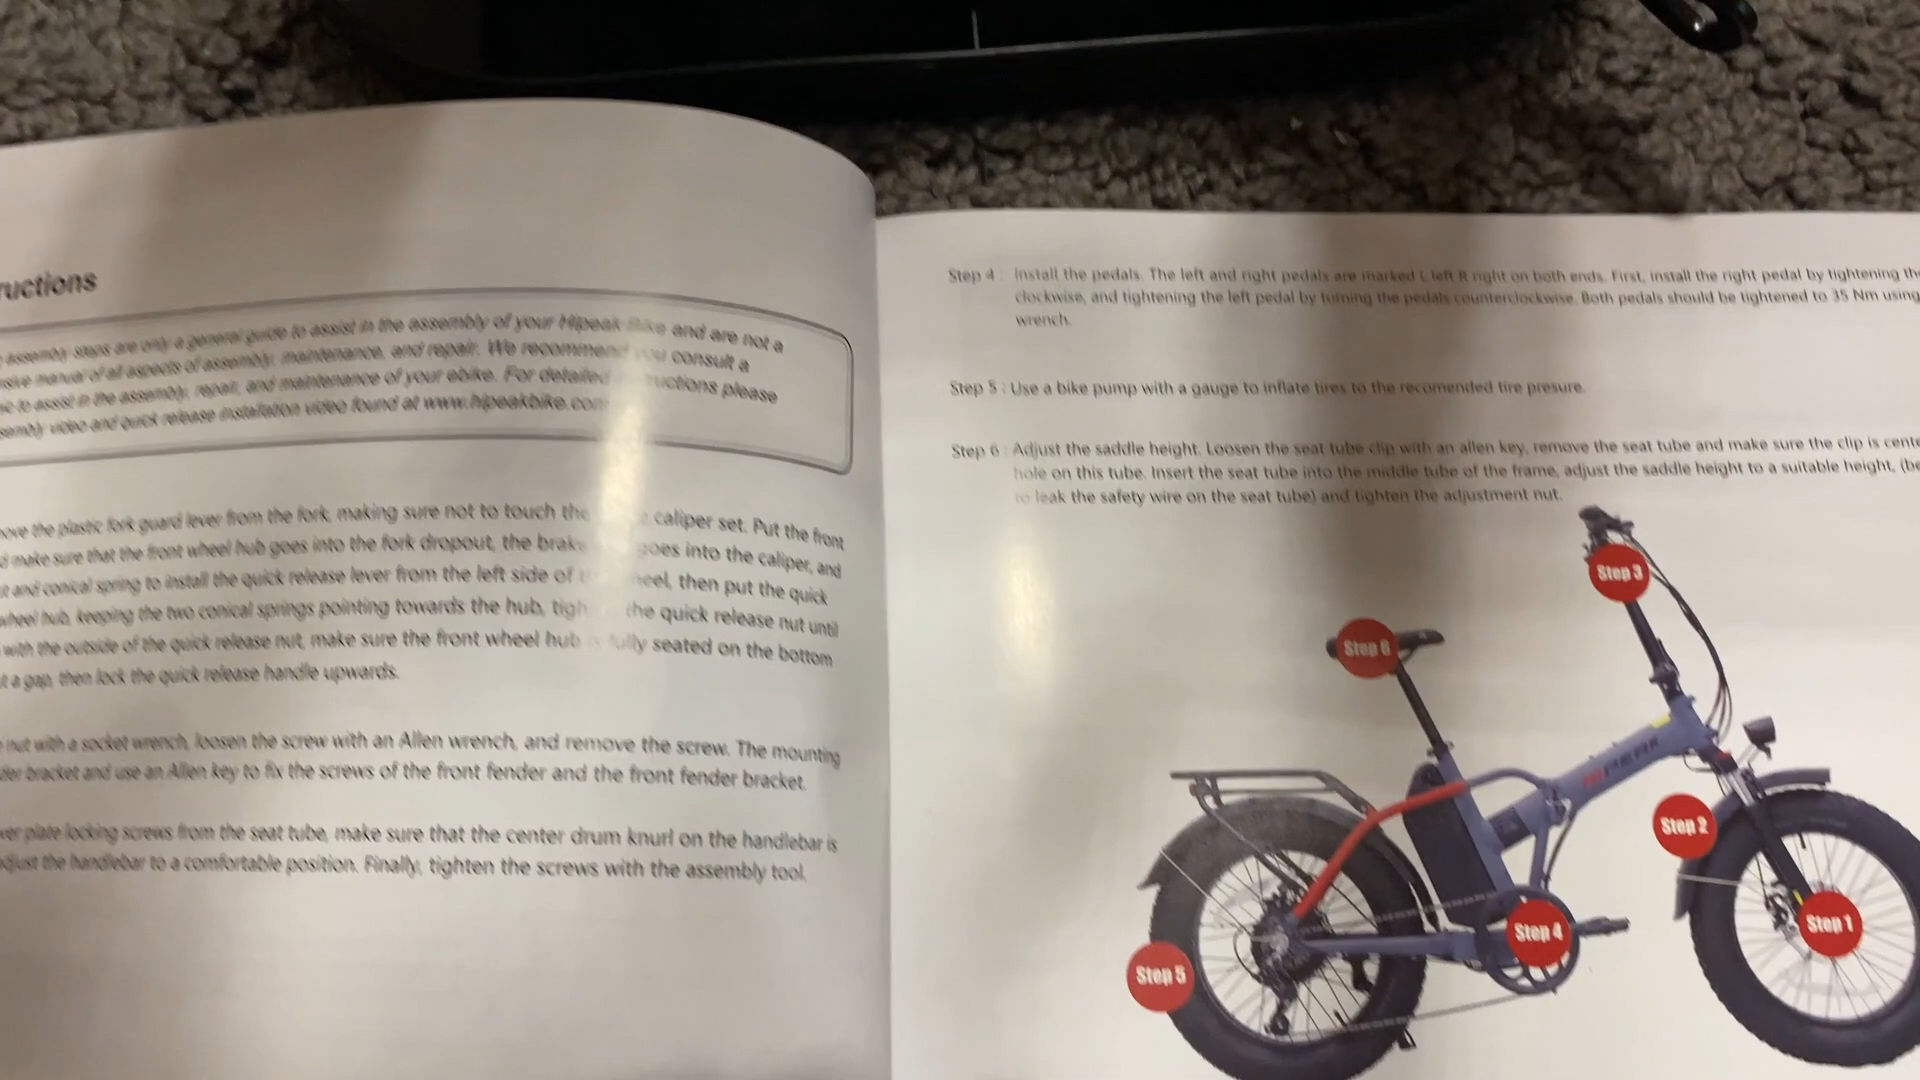 ructions
assembly steps are only a general guide to assist in the assembly of your Hipeak Bike and are not a
sive manual of all aspects of assembly, maintenance, and repair. We recommend you consult a
ic to assist in the assembly, repair, and maintenance of your ebike. For detailed ructions please
sembly video and quick release installation video found at www.hipeakbike.com
ove the plastic fork guard lever from the fork, making sure not to touch the caliper set. Put the front
d make sure that the front wheel hub goes into the fork dropout, the brake goes into the caliper, and
t and conical spring to install the quick release lever from the left side of eel, then put the quick
wheel hub, keeping the two conical springs pointing towards the hub, tigh the quick release nut until
with the outside of the quick release nut, make sure the front wheel hub is fully seated on the bottom
t a gap, then lock the quick release handle upwards.
nut with a socket wrench, loosen the screw with an Allen wrench, and remove the screw. The mounting
der bracket and use an Allen key to fix the screws of the front fender and the front fender bracket.
ver plate locking screws from the seat tube, make sure that the center drum knurl on the handlebar is
djust the handlebar to a comfortable position. Finally, tighten the screws with the assembly tool.
Step 4 : Install the pedals. The left and right pedals are marked L left R right on both ends. First, install the right pedal by tightening the
clockwise, and tightening the left pedal by turning the pedals counterclockwise. Both pedals should be tightened to 35 Nm using
wrench.
Step 5 : Use a bike pump with a gauge to inflate tires to the recomended tire presure.
Step 6 : Adjust the saddle height. Loosen the seat tube clip with an allen key, remove the seat tube and make sure the clip is cente
hole on this tube. Insert the seat tube into the middle tube of the frame, adjust the saddle height to a suitable height, (be
to leak the safety wire on the seat tube) and tighten the adjustment nut.
Step 3
Step 6
HIPEAK
Step 2
Step 1
Step 4
Step 5